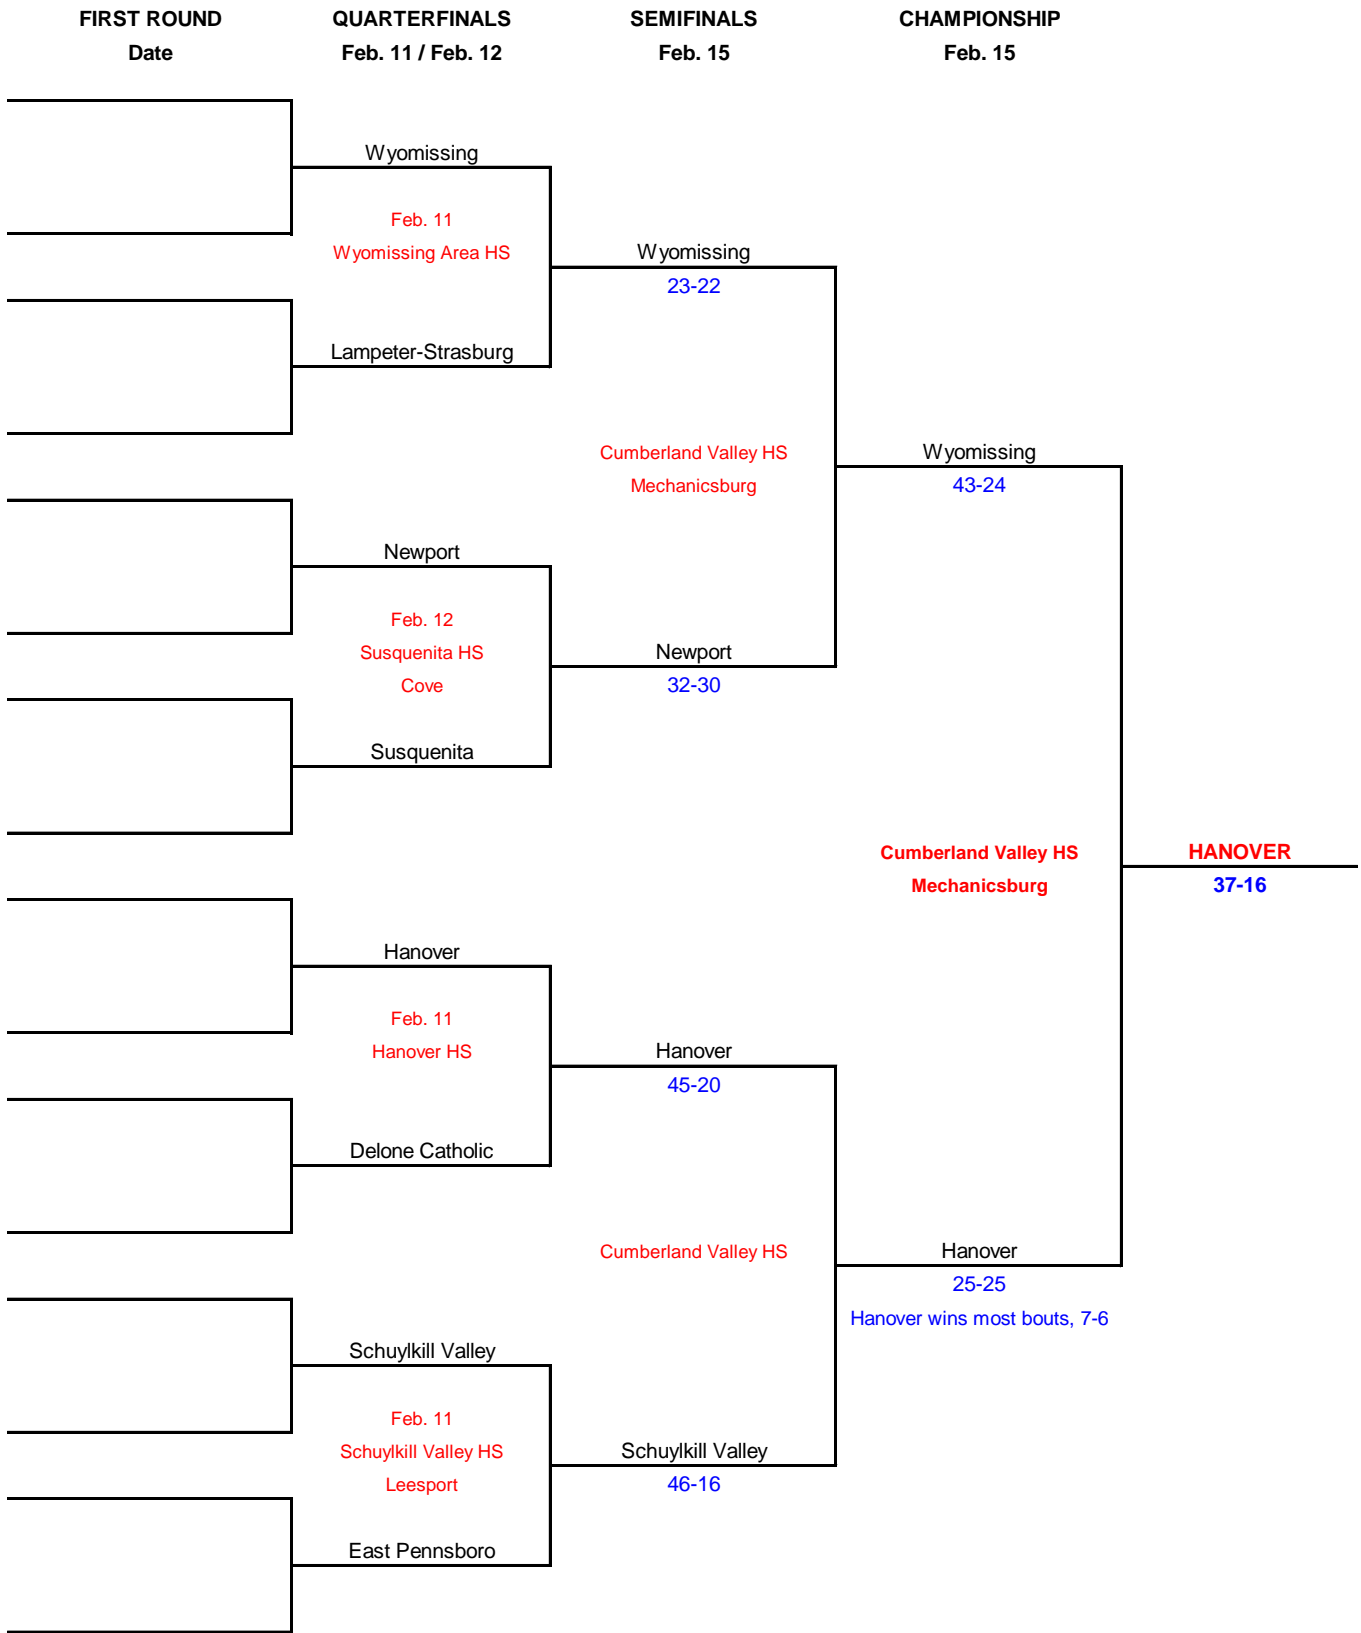 FIRST ROUND
QUARTERFINALS
SEMIFINALS
CHAMPIONSHIP
Date
Feb. 11 / Feb. 12
Feb. 15
Feb. 15
Wyomissing
Feb. 11
Wyomissing Area HS
Wyomissing
23-22
Lampeter-Strasburg
Cumberland Valley HS
Mechanicsburg
Wyomissing
43-24
Newport
Feb. 12
Susquenita HS
Cove
Newport
32-30
Susquenita
Cumberland Valley HS
Mechanicsburg
HANOVER
37-16
Hanover
Feb. 11
Hanover HS
Hanover
45-20
Delone Catholic
Cumberland Valley HS
Hanover
25-25
Hanover wins most bouts, 7-6
Schuylkill Valley
Feb. 11
Schuylkill Valley HS
Leesport
Schuylkill Valley
46-16
East Pennsboro